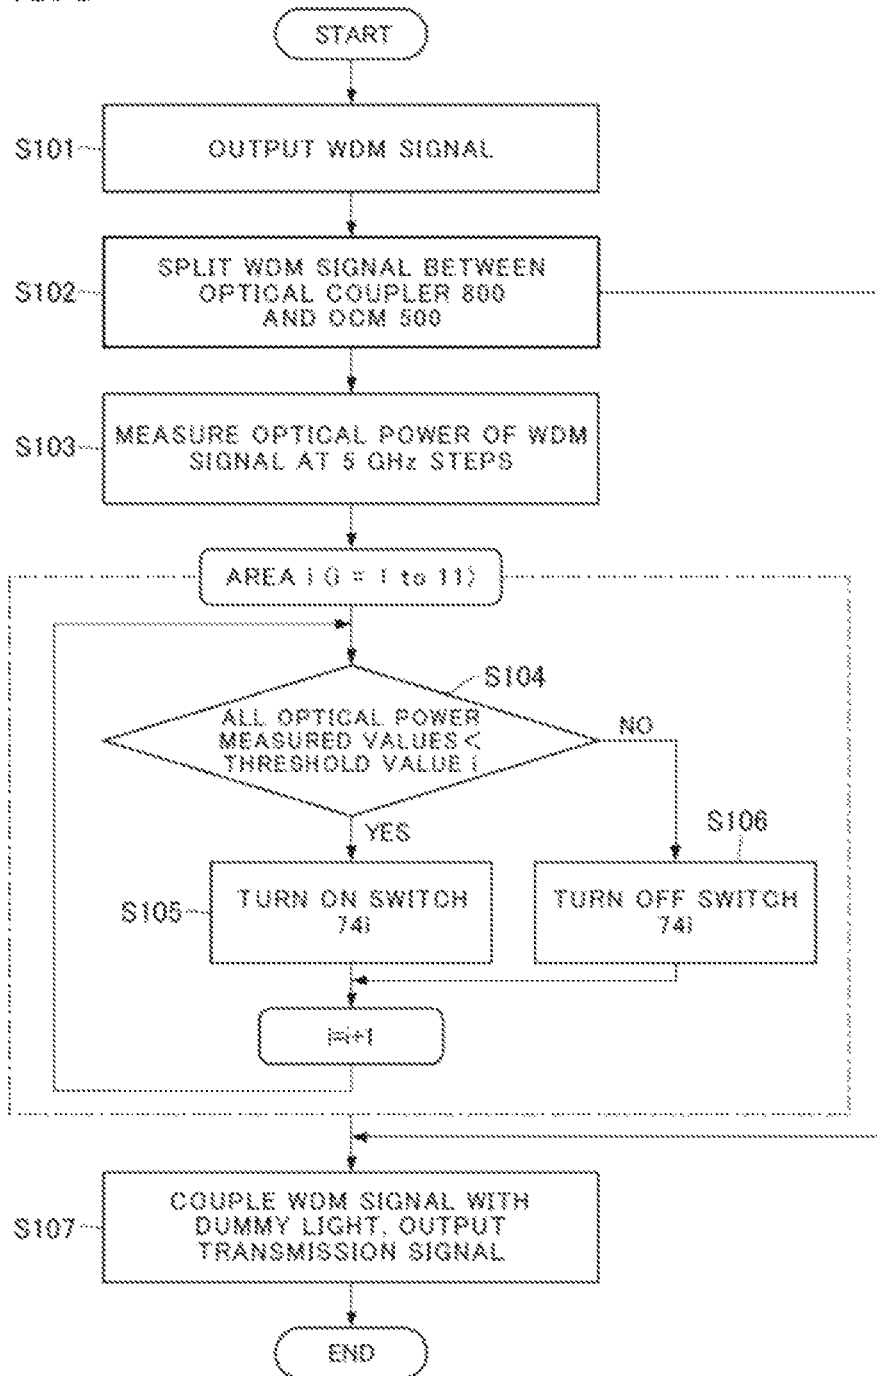 START
S101
OUTPUT WDM SIGNAL
S102
SPLIT WDM SIGNAL BETWEEN
OPTICAL COUPLER 800
AND OCM 500
S103
MEASURE OPTICAL POWER OF WDM
SIGNAL AT 5 GHz STEPS
AREA i (i = 1 to 11)
S104
ALL OPTICAL POWER
MEASURED VALUES <
THRESHOLD VALUE i
NO
YES
S106
S105
TURN ON SWITCH
74i
TURN OFF SWITCH
74i
i=i+1
S107
COUPLE WDM SIGNAL WITH
DUMMY LIGHT, OUTPUT
TRANSMISSION SIGNAL
END